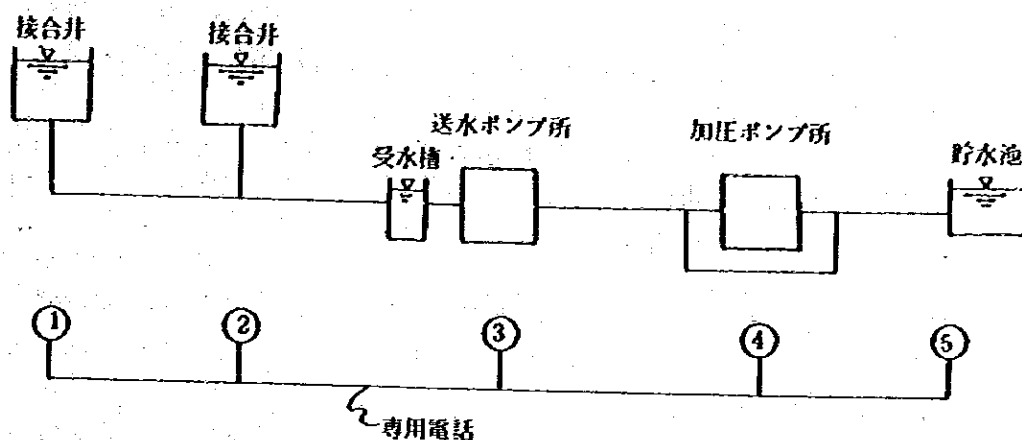 接合井
接合井
送水ポンプ所
加圧ポンプ所
受水槽
貯水池
① ② ③ ④ ⑤
専用電話